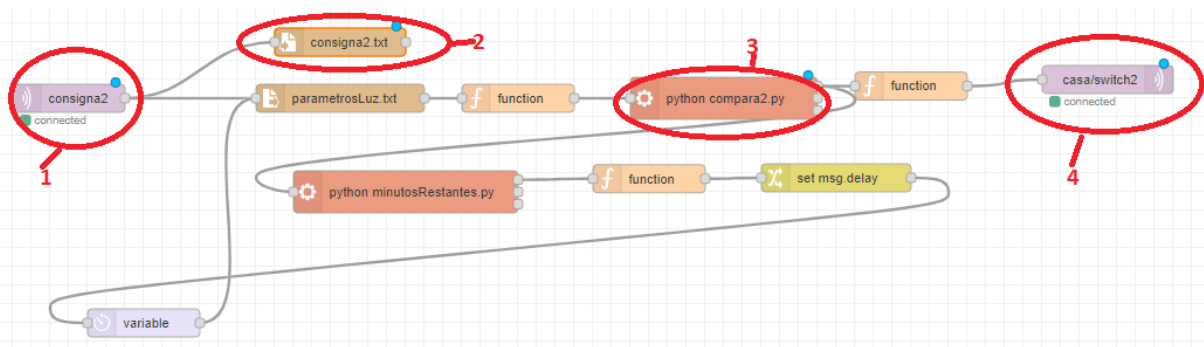 consigna2.txt
2
3
consigna2
connected
parametrosLuz.txt
function
python compara2.py
function
casa/switch2
connected
1
4
python minutosRestantes.py
function
set msg.delay
variable